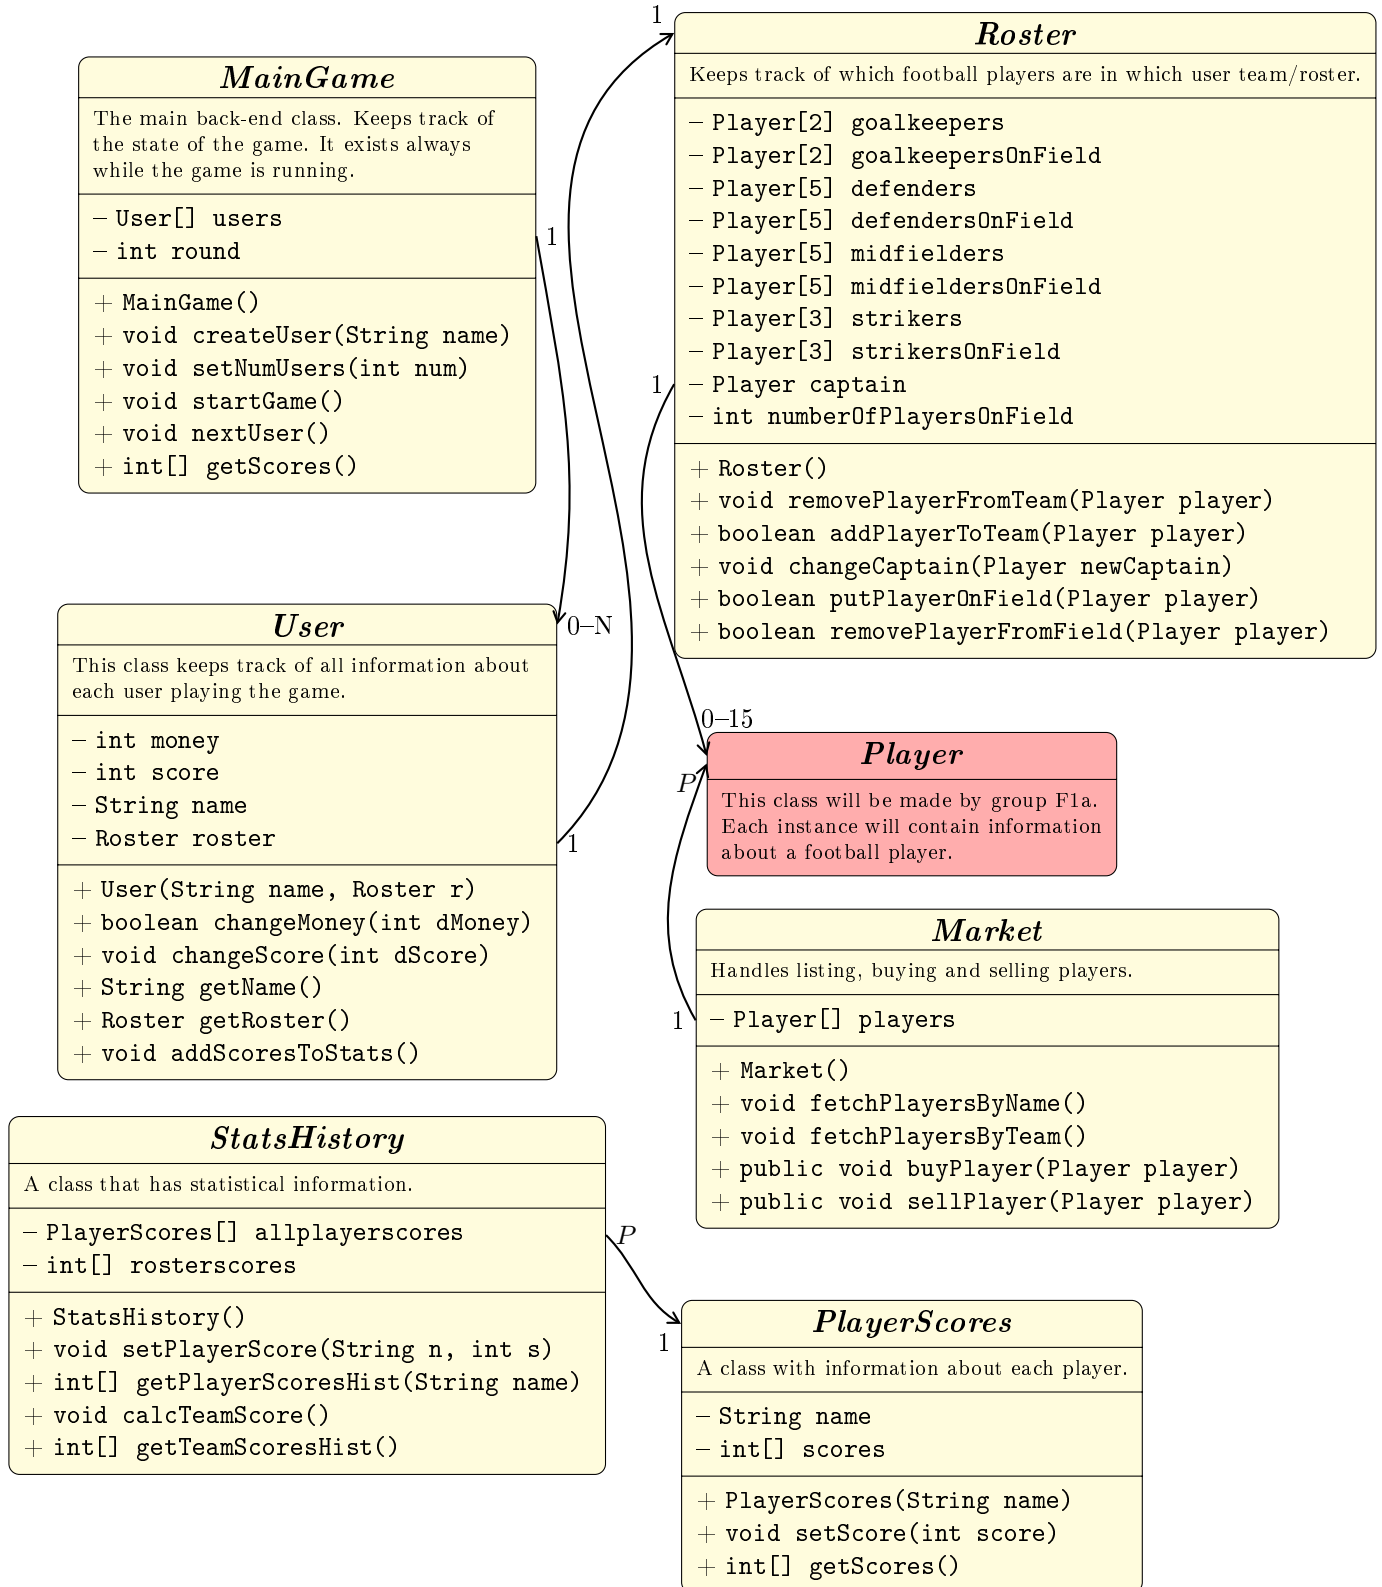 MainGame
The main back-end class. Keeps track of
the state of the game. It exists always
while the game is running.
– User[] users
– int round
+ MainGame()
+ void createUser(String name)
+ void setNumUsers(int num)
+ void startGame()
+ void nextUser()
+ int[] getScores()
1
0–N
1
Roster
Keeps track of which football players are in which user team/roster.
– Player[2] goalkeepers
– Player[2] goalkeepersOnField
– Player[5] defenders
– Player[5] defendersOnField
– Player[5] midfielders
– Player[5] midfieldersOnField
– Player[3] strikers
– Player[3] strikersOnField
– Player captain
– int numberOfPlayersOnField
+ Roster()
+ void removePlayerFromTeam(Player player)
+ boolean addPlayerToTeam(Player player)
+ void changeCaptain(Player newCaptain)
+ boolean putPlayerOnField(Player player)
+ boolean removePlayerFromField(Player player)
1
0–15
User
This class keeps track of all information about
each user playing the game.
– int money
– int score
– String name
– Roster roster
+ User(String name, Roster r)
+ boolean changeMoney(int dMoney)
+ void changeScore(int dScore)
+ String getName()
+ Roster getRoster()
+ void addScoresToStats()
1
P
Player
This class will be made by group F1a.
Each instance will contain information
about a football player.
1
Market
Handles listing, buying and selling players.
– Player[] players
+ Market()
+ void fetchPlayersByName()
+ void fetchPlayersByTeam()
+ public void buyPlayer(Player player)
+ public void sellPlayer(Player player)
StatsHistory
A class that has statistical information.
– PlayerScores[] allplayerscores
– int[] rosterscores
+ StatsHistory()
+ void setPlayerScore(String n, int s)
+ int[] getPlayerScoresHist(String name)
+ void calcTeamScore()
+ int[] getTeamScoresHist()
P
1
PlayerScores
A class with information about each player.
– String name
– int[] scores
+ PlayerScores(String name)
+ void setScore(int score)
+ int[] getScores()